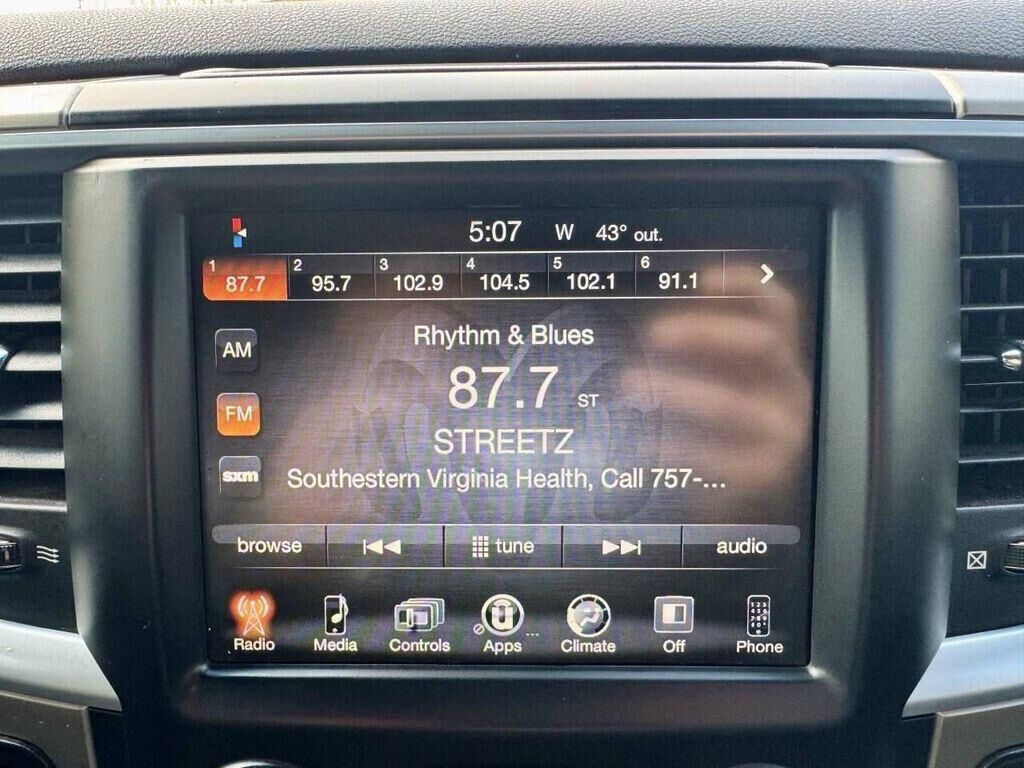 5:07 W 43° out.
1 87.7 2 95.7 3 102.9 4 104.5 5 102.1 6 91.1
Rhythm & Blues
AM
87.7 ST
FM
STREETZ
sxm
Southestern Virginia Health, Call 757-...
browse tune audio
Radio Media Controls Apps ... Climate Off Phone